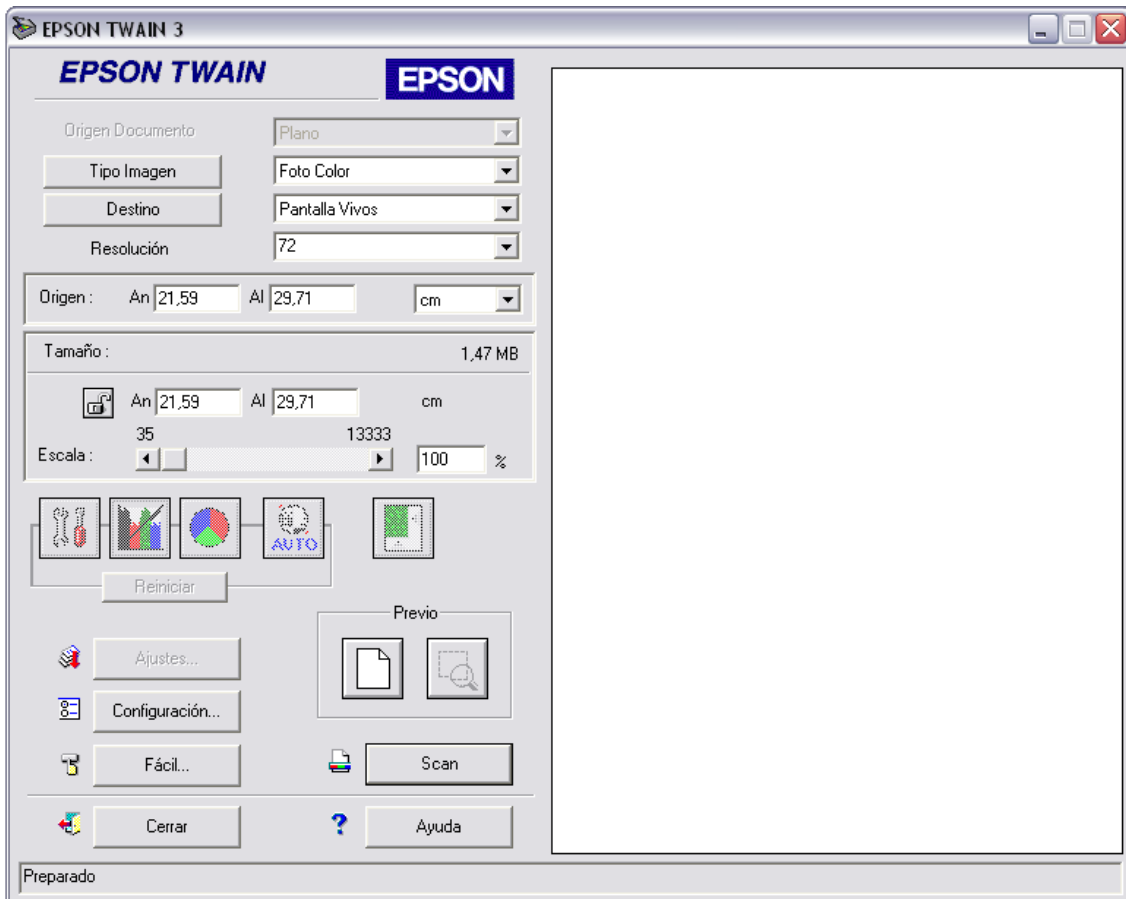 EPSON TWAIN 3
EPSON TWAIN EPSON
Origen Documento Plano
Tipo Imagen Foto Color
Destino Pantalla Vivos
Resolución 72
Origen : An 21,59 Al 29,71 cm
Tamaño : 1,47 MB
An 21,59 Al 29,71 cm
35 13333
Escala : 100 %
AUTO
Reiniciar
Previo
Ajustes...
Configuración...
Fácil... Scan
Cerrar ? Ayuda
Preparado